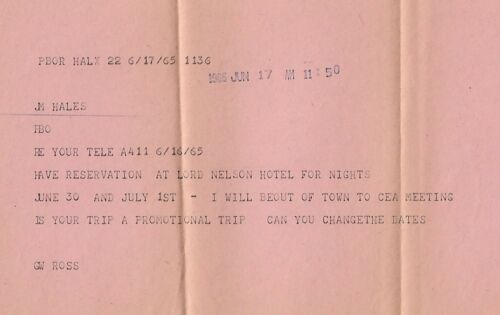 PBOR HALX 22 6/17/65 1136
1965 JUN 17 AM 11:50
JM HALES
TBO
RE YOUR TELE A411 6/16/65
HAVE RESERVATION AT LORD NELSON HOTEL FOR NIGHTS
JUNE 30 AND JULY 1ST - I WILL BEOUT OF TOWN TO CEA MEETING
IS YOUR TRIP A PROMOTIONAL TRIP CAN YOU CHANGETHE DATES
GW ROSS